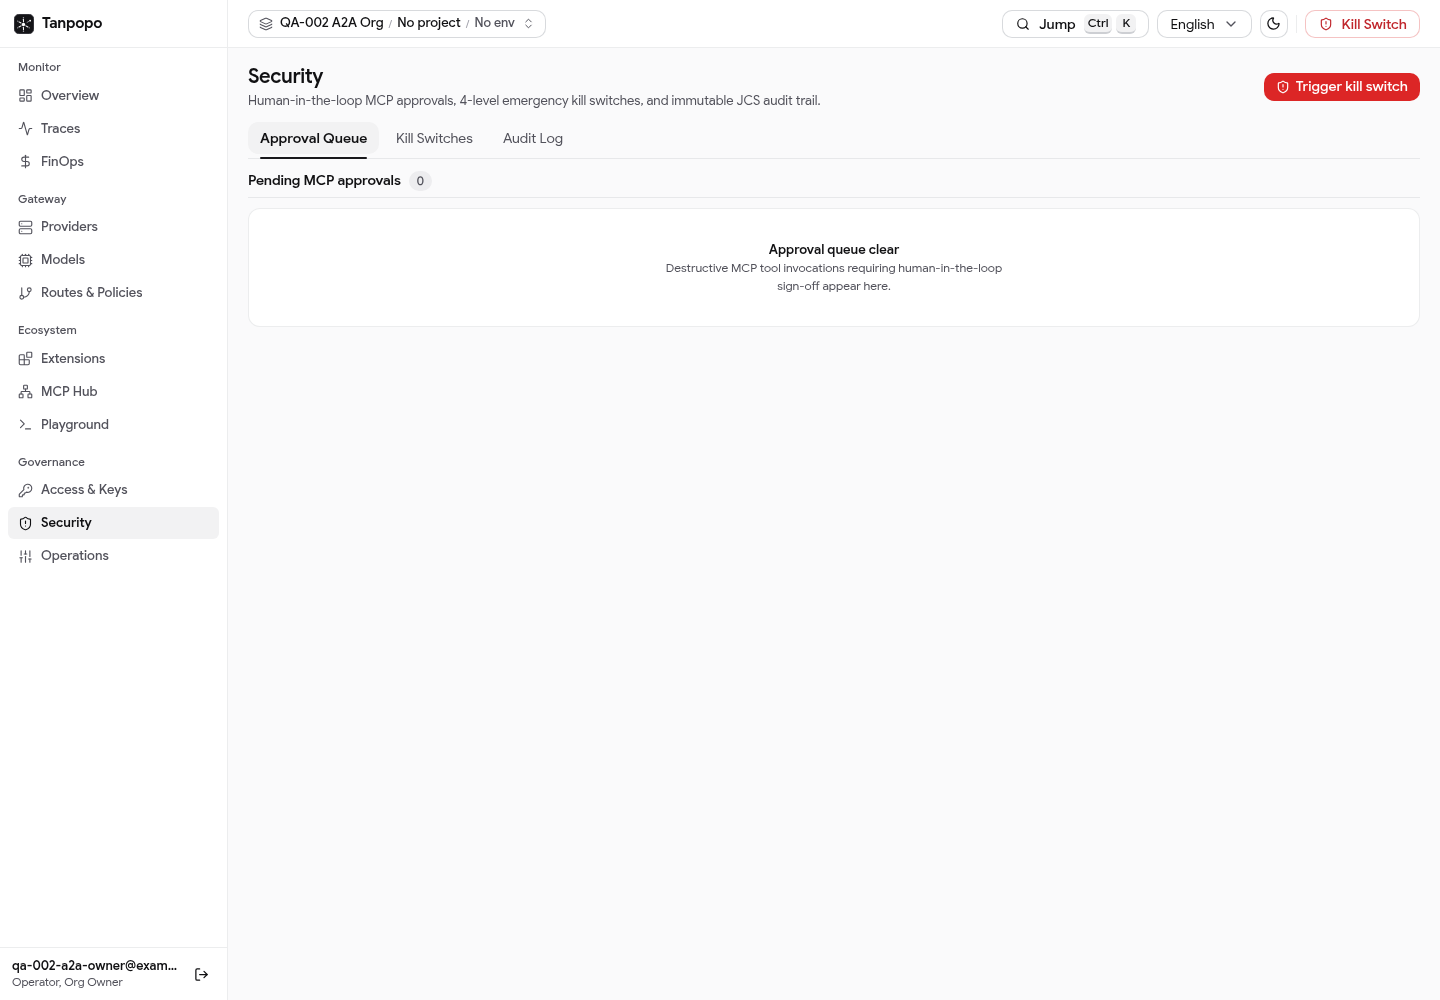 Tanpopo
QA-002 A2A Org / No project / No env
Jump Ctrl K
English
Kill Switch
Monitor
Overview
Traces
FinOps
Gateway
Providers
Models
Routes & Policies
Ecosystem
Extensions
MCP Hub
Playground
Governance
Access & Keys
Security
Operations
qa-002-a2a-owner@exam...
Operator, Org Owner
Security
Human-in-the-loop MCP approvals, 4-level emergency kill switches, and immutable JCS audit trail.
Trigger kill switch
Approval Queue Kill Switches Audit Log
Pending MCP approvals 0
Approval queue clear
Destructive MCP tool invocations requiring human-in-the-loop
sign-off appear here.